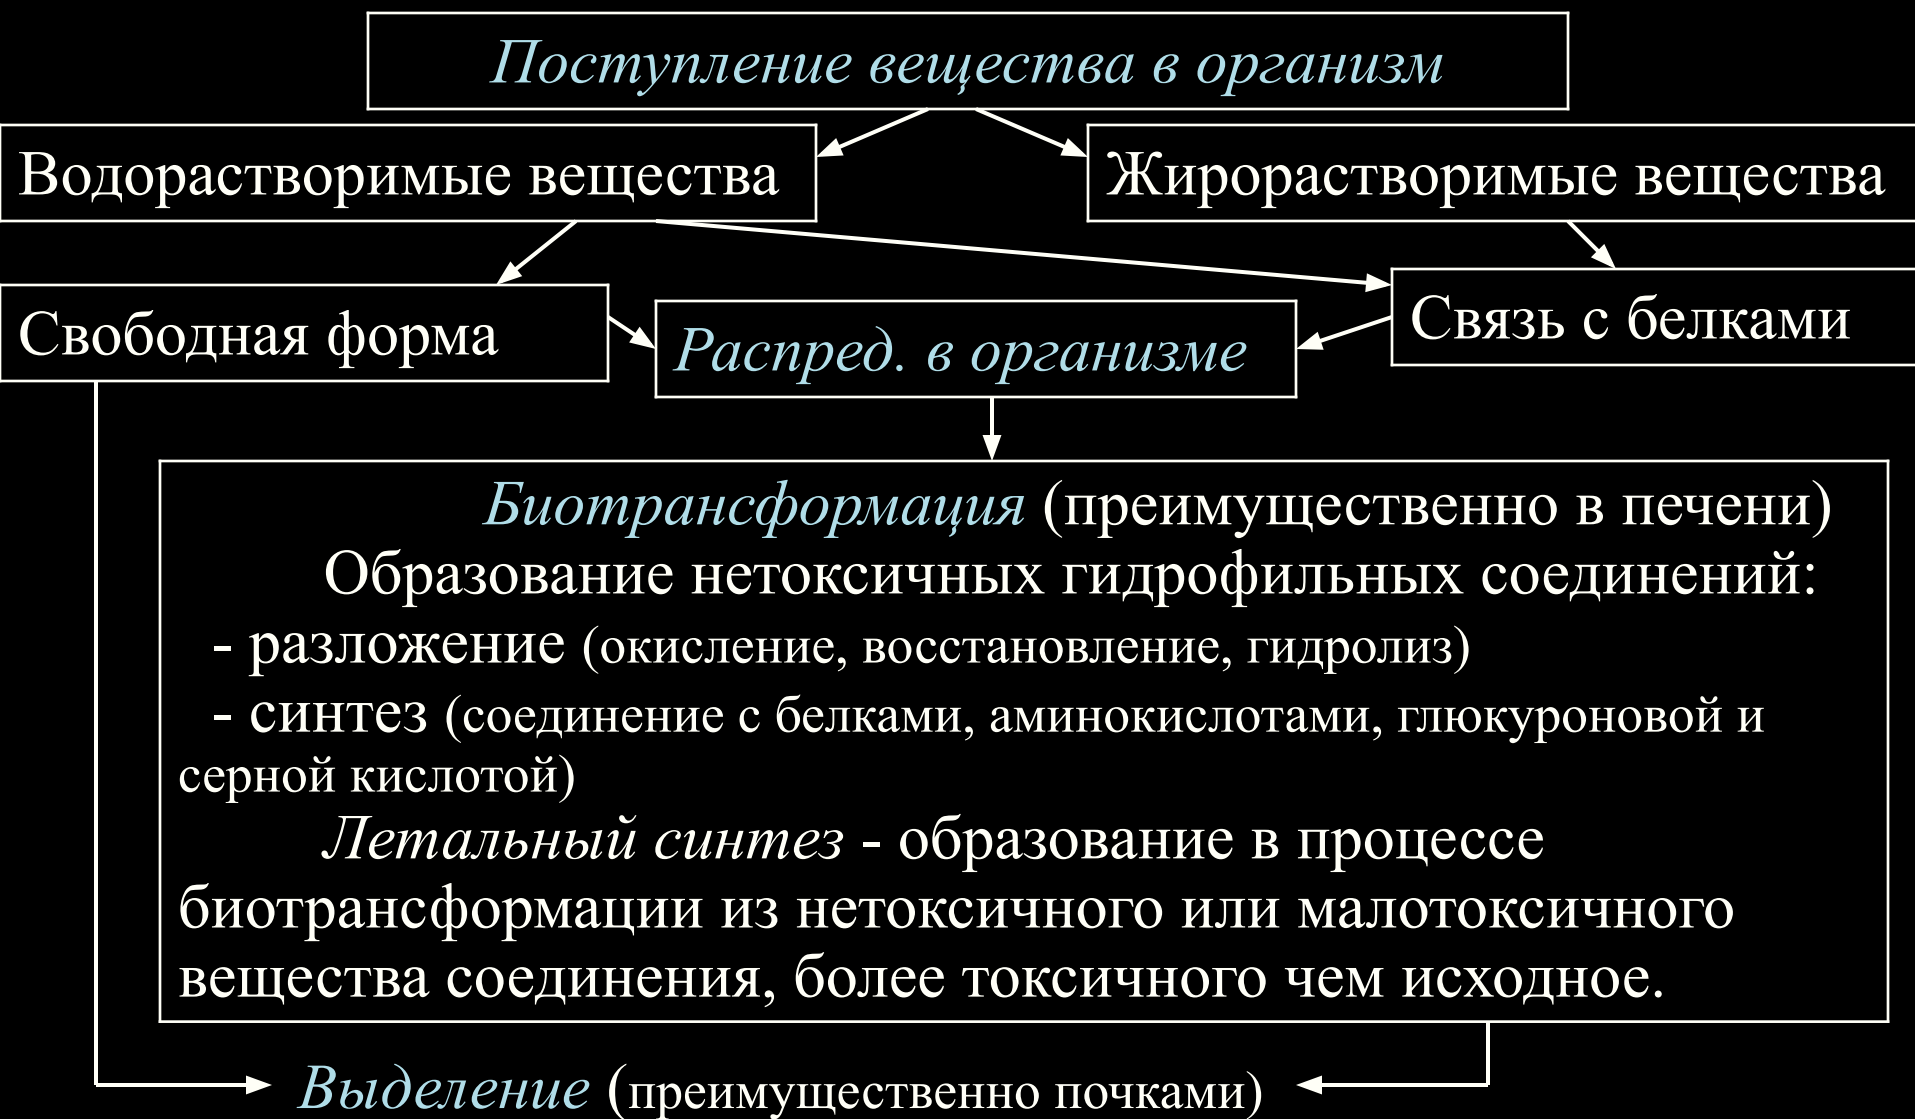 Поступление вещества в организм
Водорастворимые вещества
Жирорастворимые вещества
Свободная форма
Распред. в организме
Связь с белками
Биотрансформация (преимущественно в печени)
Образование нетоксичных гидрофильных соединений:
- разложение (окисление, восстановление, гидролиз)
- синтез (соединение с белками, аминокислотами, глюкуроновой и
серной кислотой)
Летальный синтез - образование в процессе
биотрансформации из нетоксичного или малотоксичного
вещества соединения, более токсичного чем исходное.
Выделение (преимущественно почками)